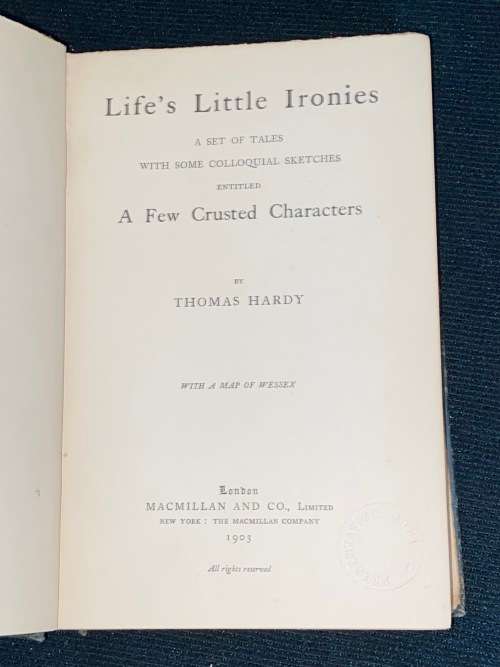 Life's Little Ironies
A SET OF TALES
WITH SOME COLLOQUIAL SKETCHES
ENTITLED
A Few Crusted Characters
BY
THOMAS HARDY
WITH A MAP OF WESSEX
London
MACMILLAN AND CO., LIMITED
NEW YORK: THE MACMILLAN COMPANY
1903
All rights reserved